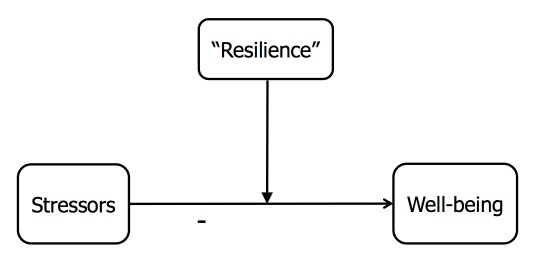 “Resilience”
Stressors
Well-being
-